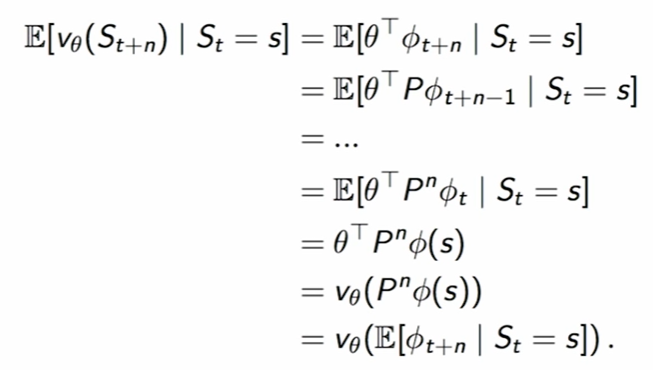 𝔼[v_θ(S_{t+n}) | S_t = s] = 𝔼[θ^⊤ ϕ_{t+n} | S_t = s]
= 𝔼[θ^⊤ P ϕ_{t+n−1} | S_t = s]
= ...
= 𝔼[θ^⊤ P^n ϕ_t | S_t = s]
= θ^⊤ P^n ϕ(s)
= v_θ(P^n ϕ(s))
= v_θ(𝔼[ϕ_{t+n} | S_t = s]) .